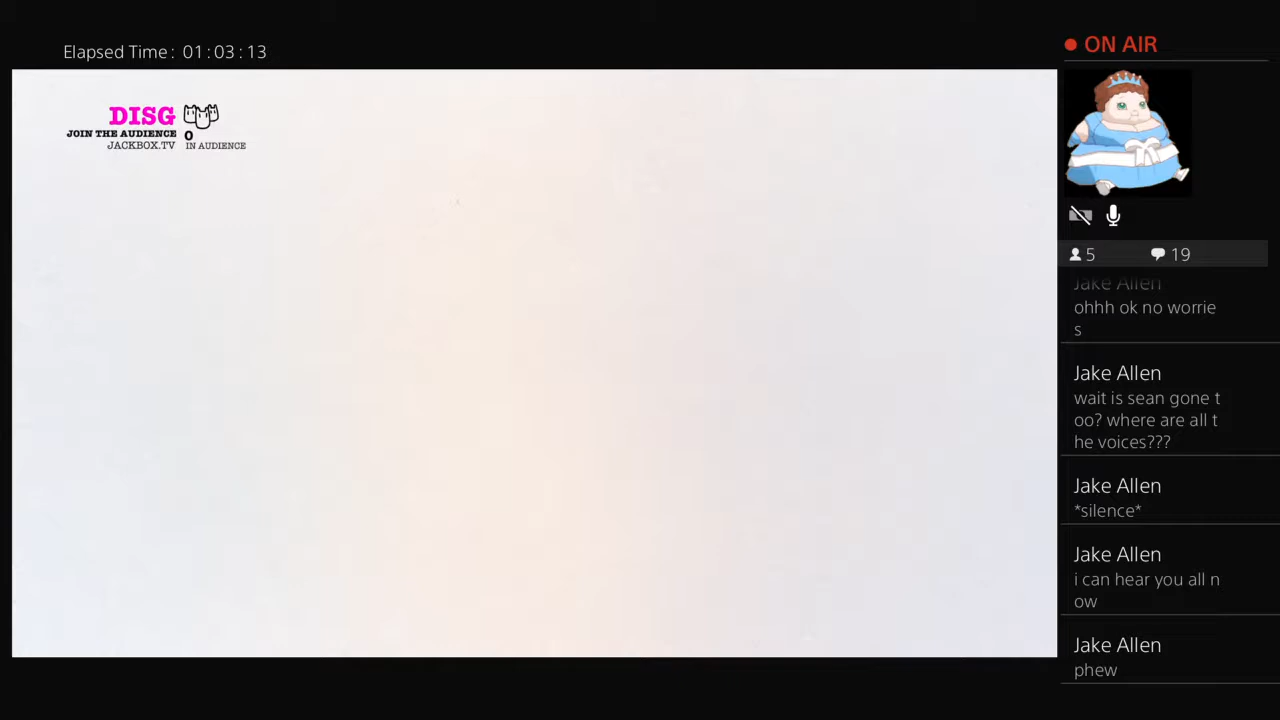 Elapsed Time: 01:03:13
ON AIR
DISG
JOIN THE AUDIENCE 0
JACKBOX.TV IN AUDIENCE
5 19
Jake Allen
ohhh ok no worrie
s
Jake Allen
wait is sean gone t
oo? where are all t
he voices???
Jake Allen
*silence*
Jake Allen
i can hear you all n
ow
Jake Allen
phew